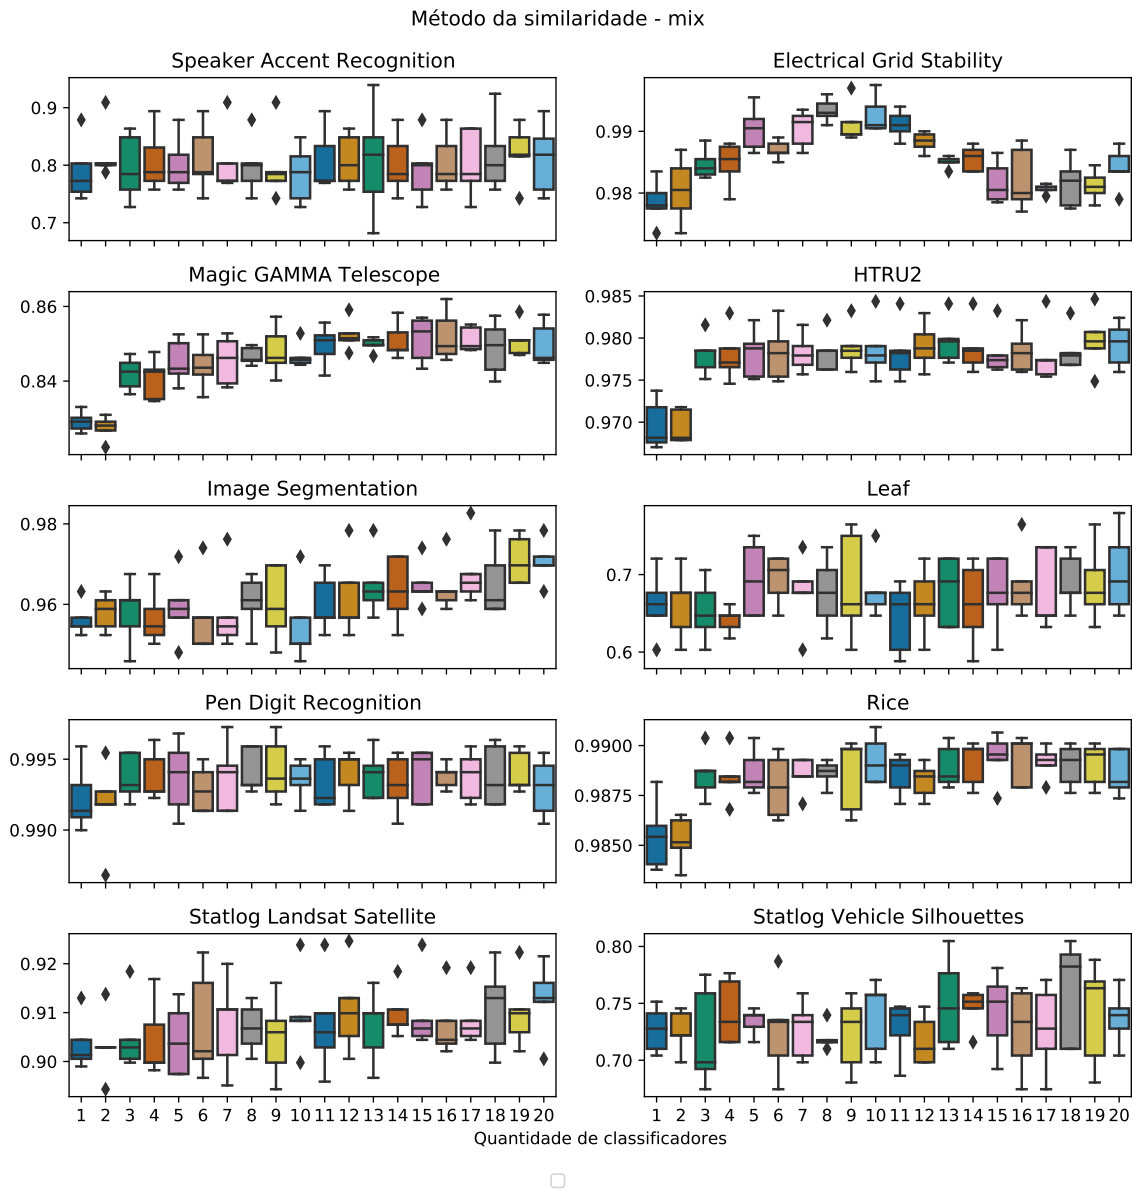 Método da similaridade - mix
Speaker Accent Recognition
0.9
0.8
0.7
Electrical Grid Stability
0.99
0.98
Magic GAMMA Telescope
0.86
0.84
HTRU2
0.985
0.980
0.975
0.970
Image Segmentation
0.98
0.96
Leaf
0.7
0.6
Pen Digit Recognition
0.995
0.990
Rice
0.9900
0.9875
0.9850
Statlog Landsat Satellite
0.92
0.91
0.90
1 2 3 4 5 6 7 8 9 10 11 12 13 14 15 16 17 18 19 20
Statlog Vehicle Silhouettes
0.80
0.75
0.70
1 2 3 4 5 6 7 8 9 10 11 12 13 14 15 16 17 18 19 20
Quantidade de classificadores